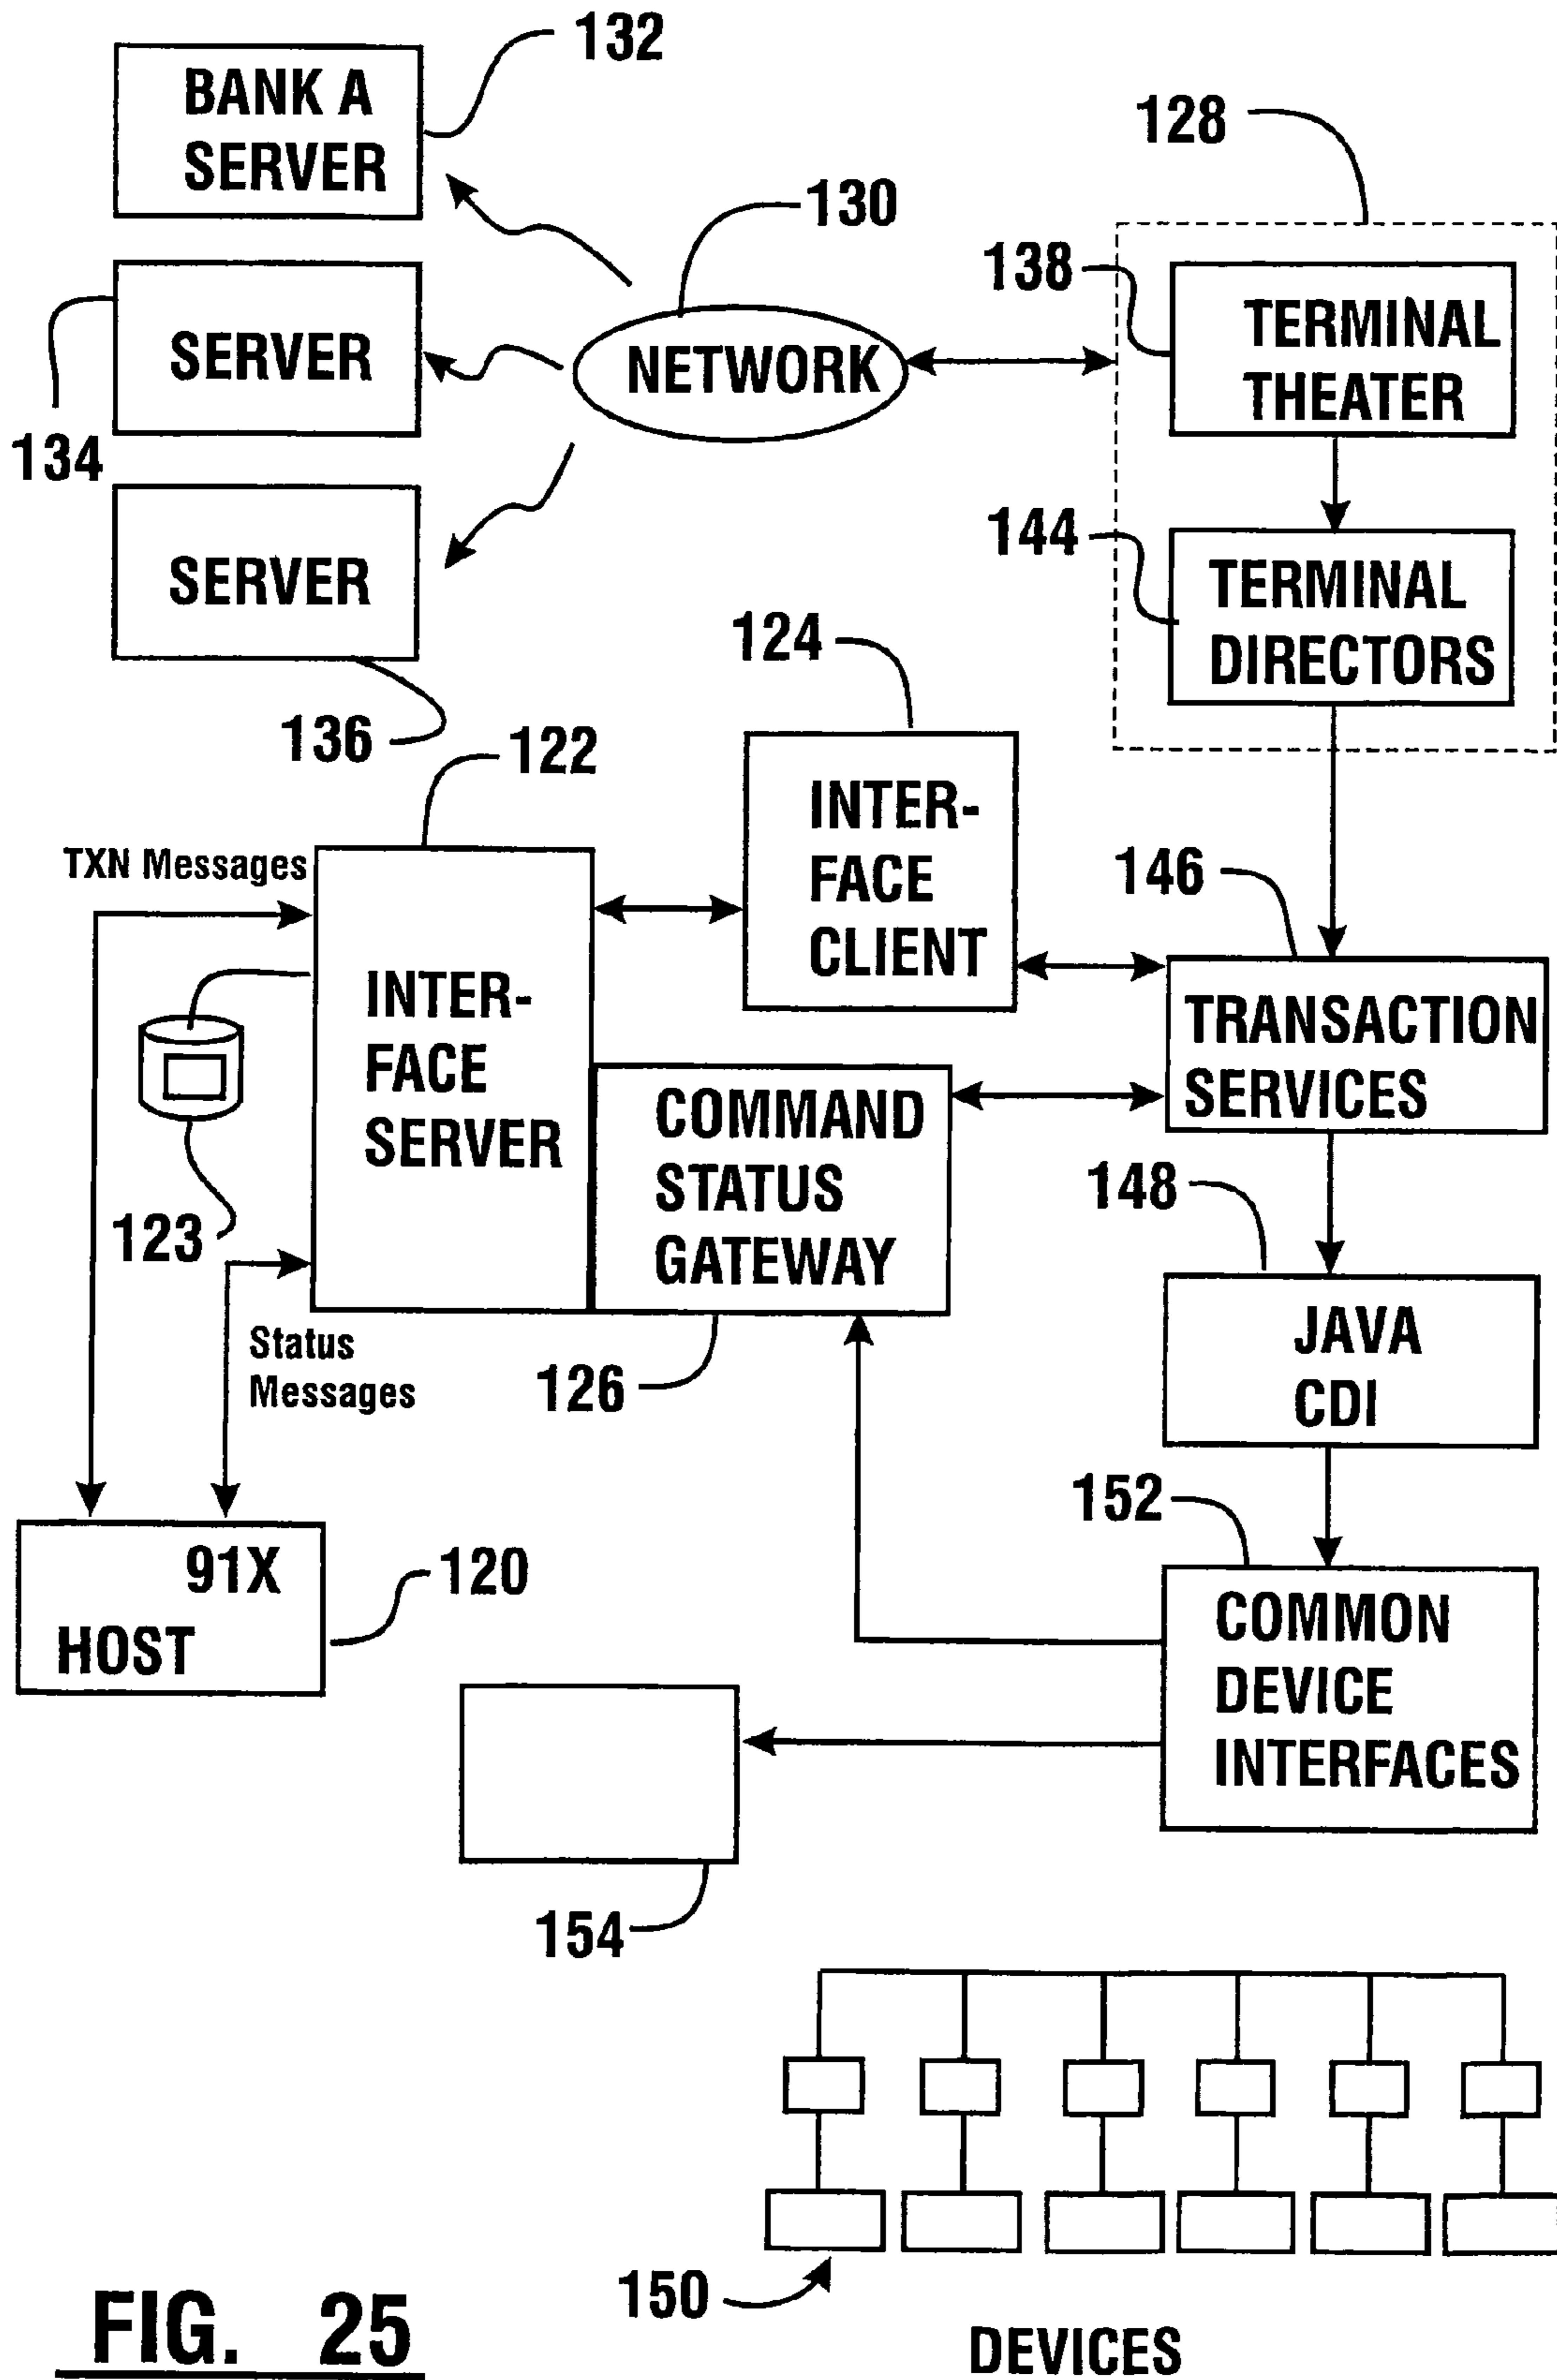 132
BANK A
SERVER
128
130
138
TERMINAL
THEATER
SERVER
NETWORK
134
144
TERMINAL
DIRECTORS
SERVER
124
136
122
INTER-
FACE
CLIENT
TXN Messages
146
INTER-
FACE
SERVER
TRANSACTION
SERVICES
COMMAND
STATUS
GATEWAY
123
148
Status
Messages
126
JAVA
CDI
152
91X
HOST
120
COMMON
DEVICE
INTERFACES
154
150
DEVICES
FIG. 25